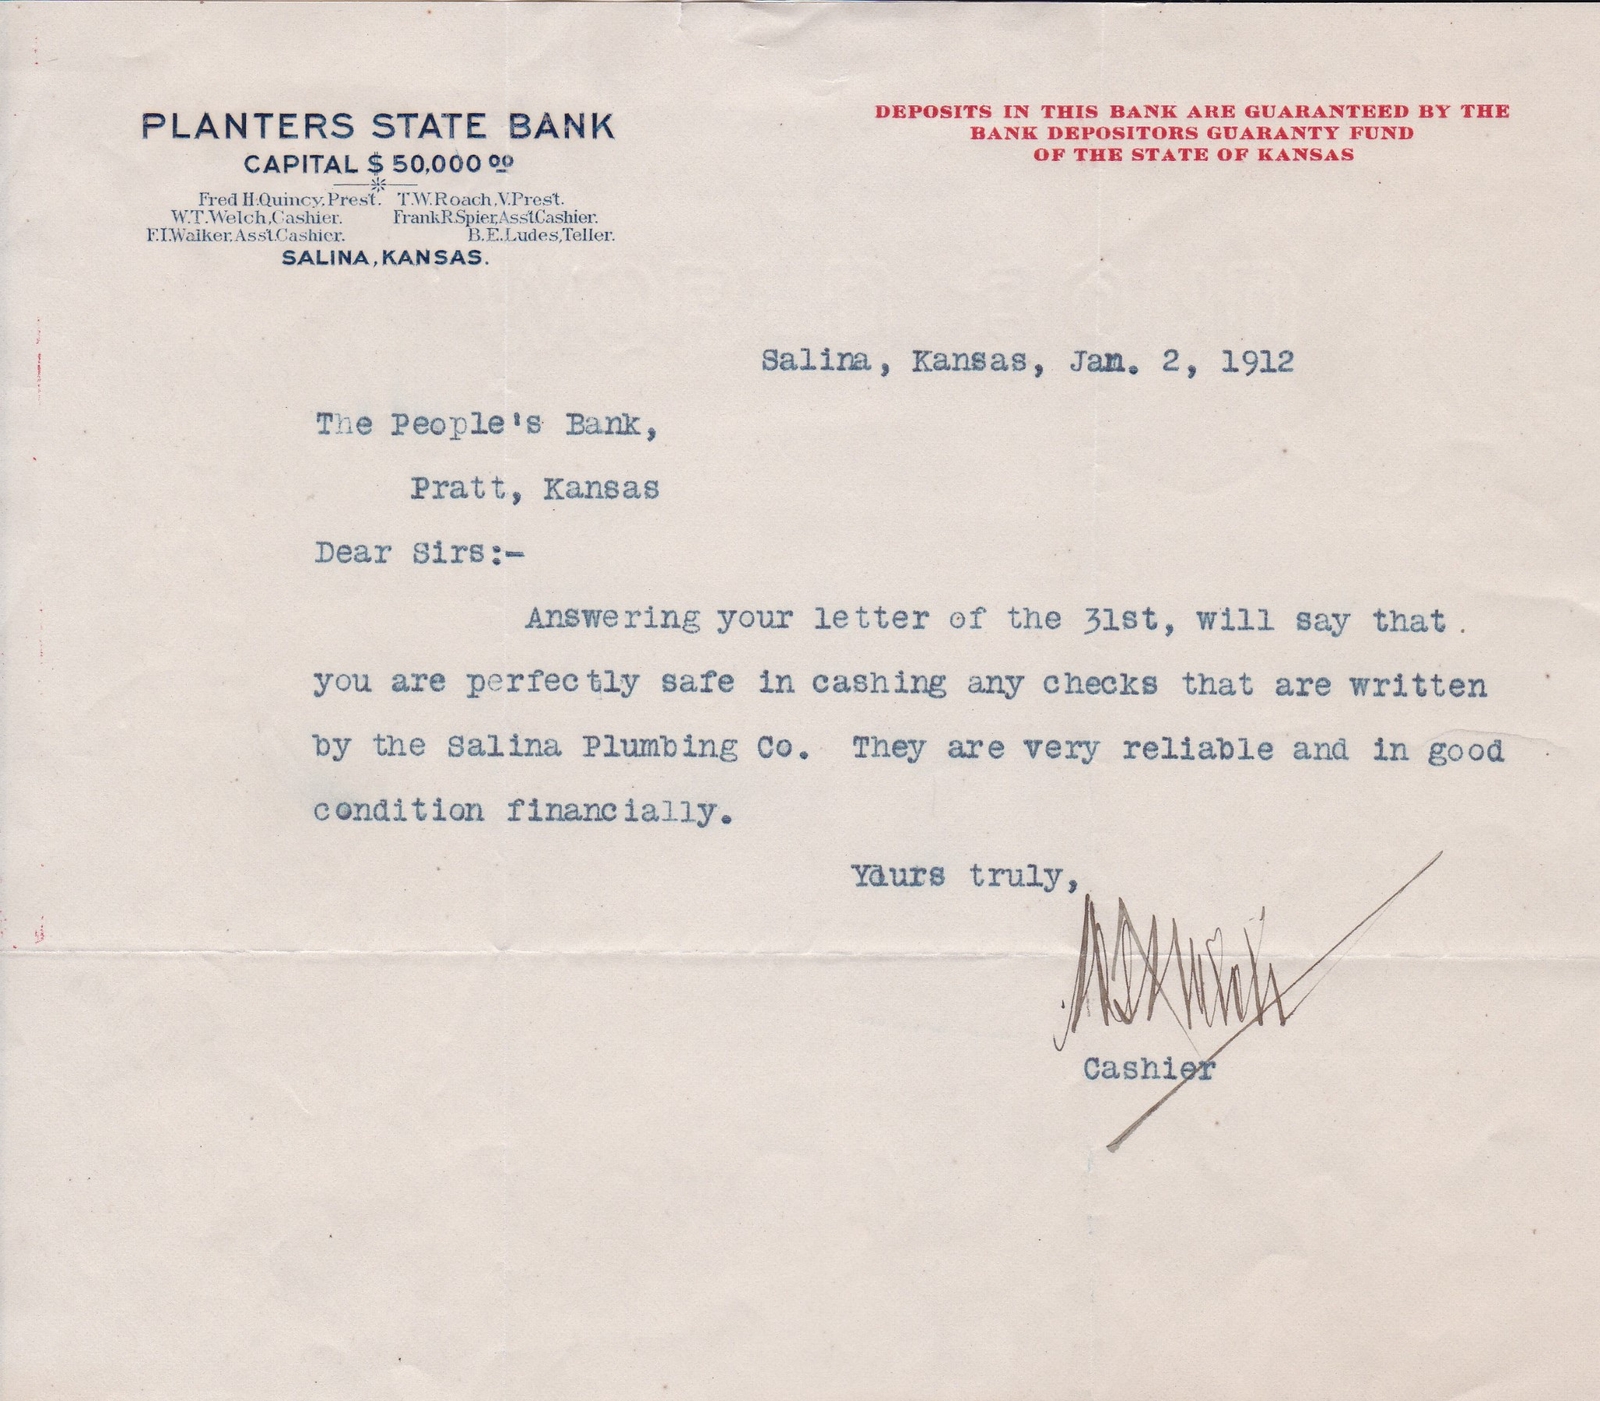 PLANTERS STATE BANK
CAPITAL $ 50,000 00
Fred H. Quincy, Prest. T.W. Roach, V. Prest.
W.T. Welch, Cashier. Frank R. Spier, Ass't Cashier.
F.I. Walker, Ass't. Cashier. B.E. Ludes, Teller.
SALINA, KANSAS.
DEPOSITS IN THIS BANK ARE GUARANTEED BY THE
BANK DEPOSITORS GUARANTY FUND
OF THE STATE OF KANSAS
Salina, Kansas, Jan. 2, 1912
The People's Bank,
Pratt, Kansas
Dear Sirs:-
Answering your letter of the 31st, will say that .
you are perfectly safe in cashing any checks that are written
by the Salina Plumbing Co. They are very reliable and in good
condition financially.
Yours truly,
W T Welch
Cashier